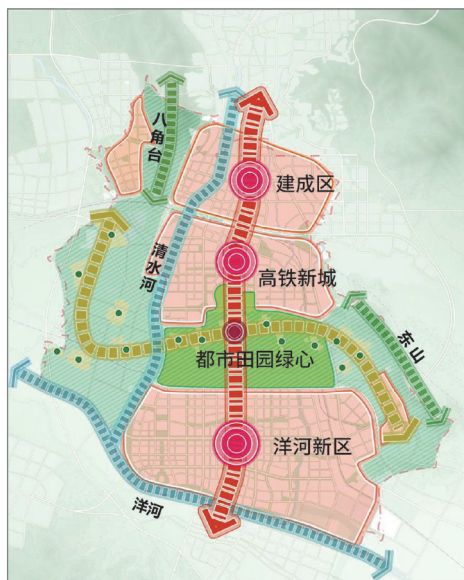 八角台
建成区
清水河
高铁新城
东山
都市田园绿心
洋河新区
洋河